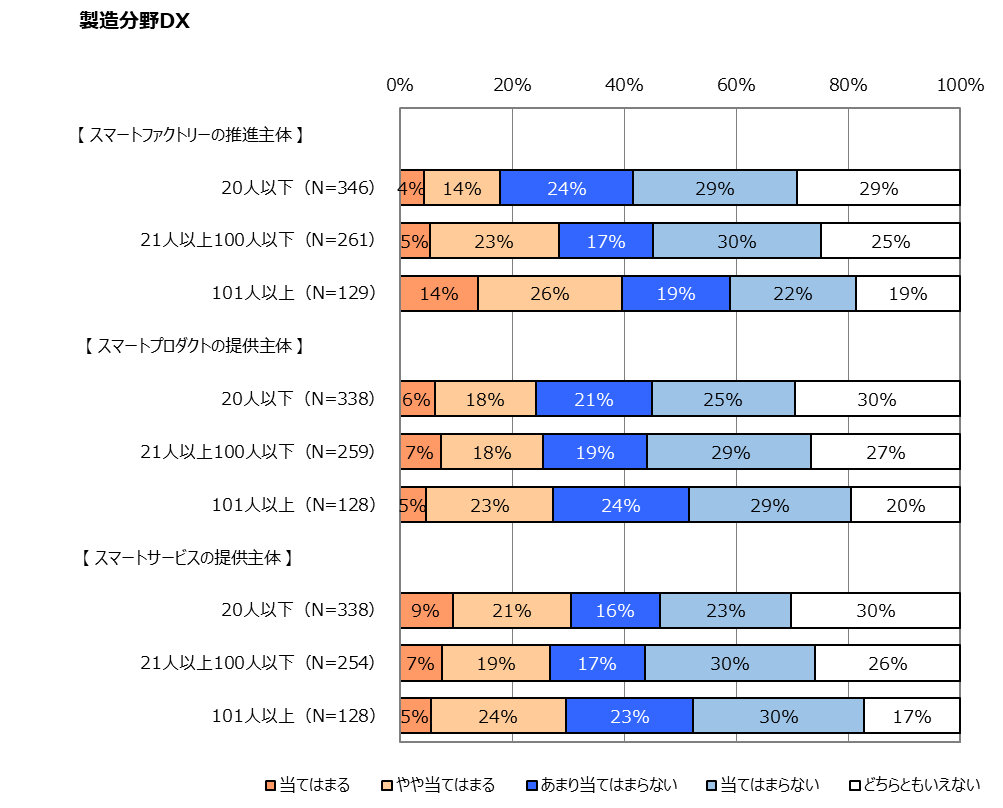 製造分野DX
0% 20% 40% 60% 80% 100%
【 スマートファクトリーの推進主体 】
20人以下（N=346） 4% 14% 24% 29% 29%
21人以上100人以下（N=261） 5% 23% 17% 30% 25%
101人以上（N=129） 14% 26% 19% 22% 19%
【 スマートプロダクトの提供主体 】
20人以下（N=338） 6% 18% 21% 25% 30%
21人以上100人以下（N=259） 7% 18% 19% 29% 27%
101人以上（N=128） 5% 23% 24% 29% 20%
【 スマートサービスの提供主体 】
20人以下（N=338） 9% 21% 16% 23% 30%
21人以上100人以下（N=254） 7% 19% 17% 30% 26%
101人以上（N=128） 5% 24% 23% 30% 17%
当てはまる やや当てはまる あまり当てはまらない 当てはまらない どちらともいえない